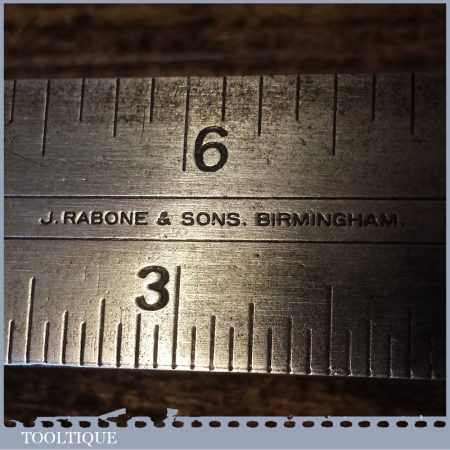 6
J. RABONE & SONS. BIRMINGHAM.
3
TOOLTIQUE